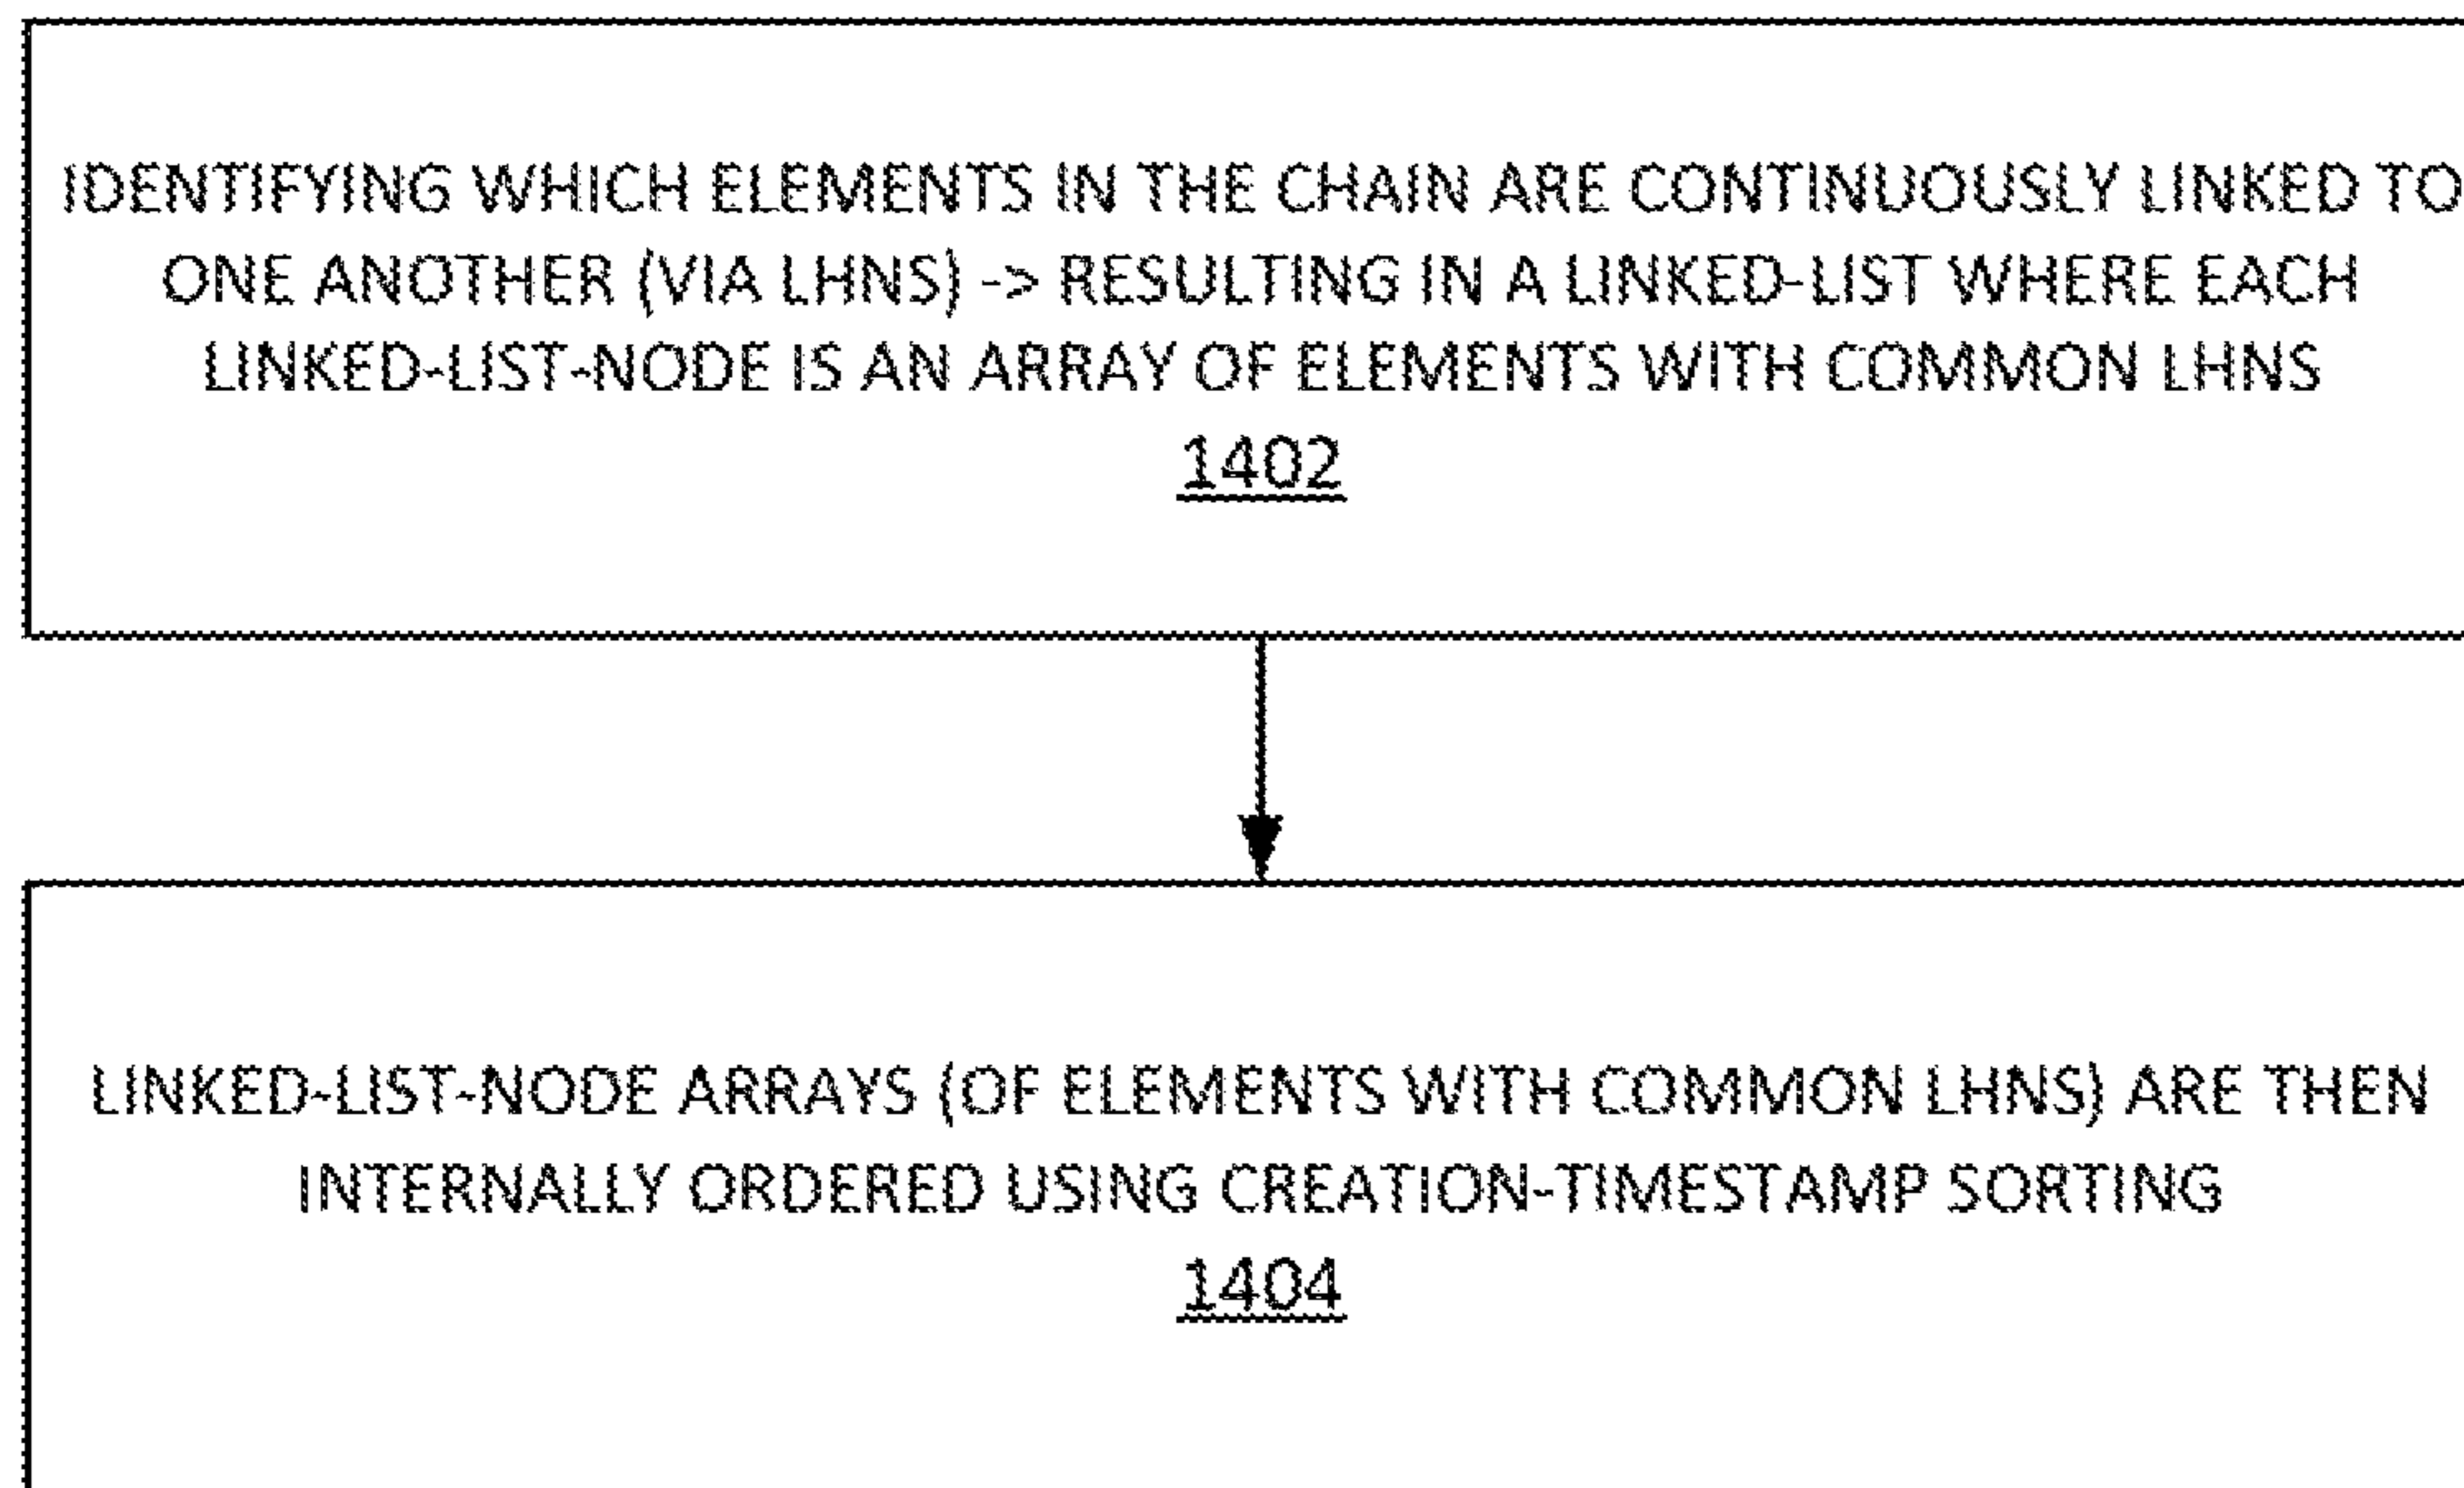 IDENTIFYING WHICH ELEMENTS IN THE CHAIN ARE CONTINUOUSLY LINKED TO
ONE ANOTHER (VIA LHNS) -> RESULTING IN A LINKED-LIST WHERE EACH
LINKED-LIST-NODE IS AN ARRAY OF ELEMENTS WITH COMMON LHNS
1402
LINKED-LIST-NODE ARRAYS (OF ELEMENTS WITH COMMON LHNS) ARE THEN
INTERNALLY ORDERED USING CREATION-TIMESTAMP SORTING
1404